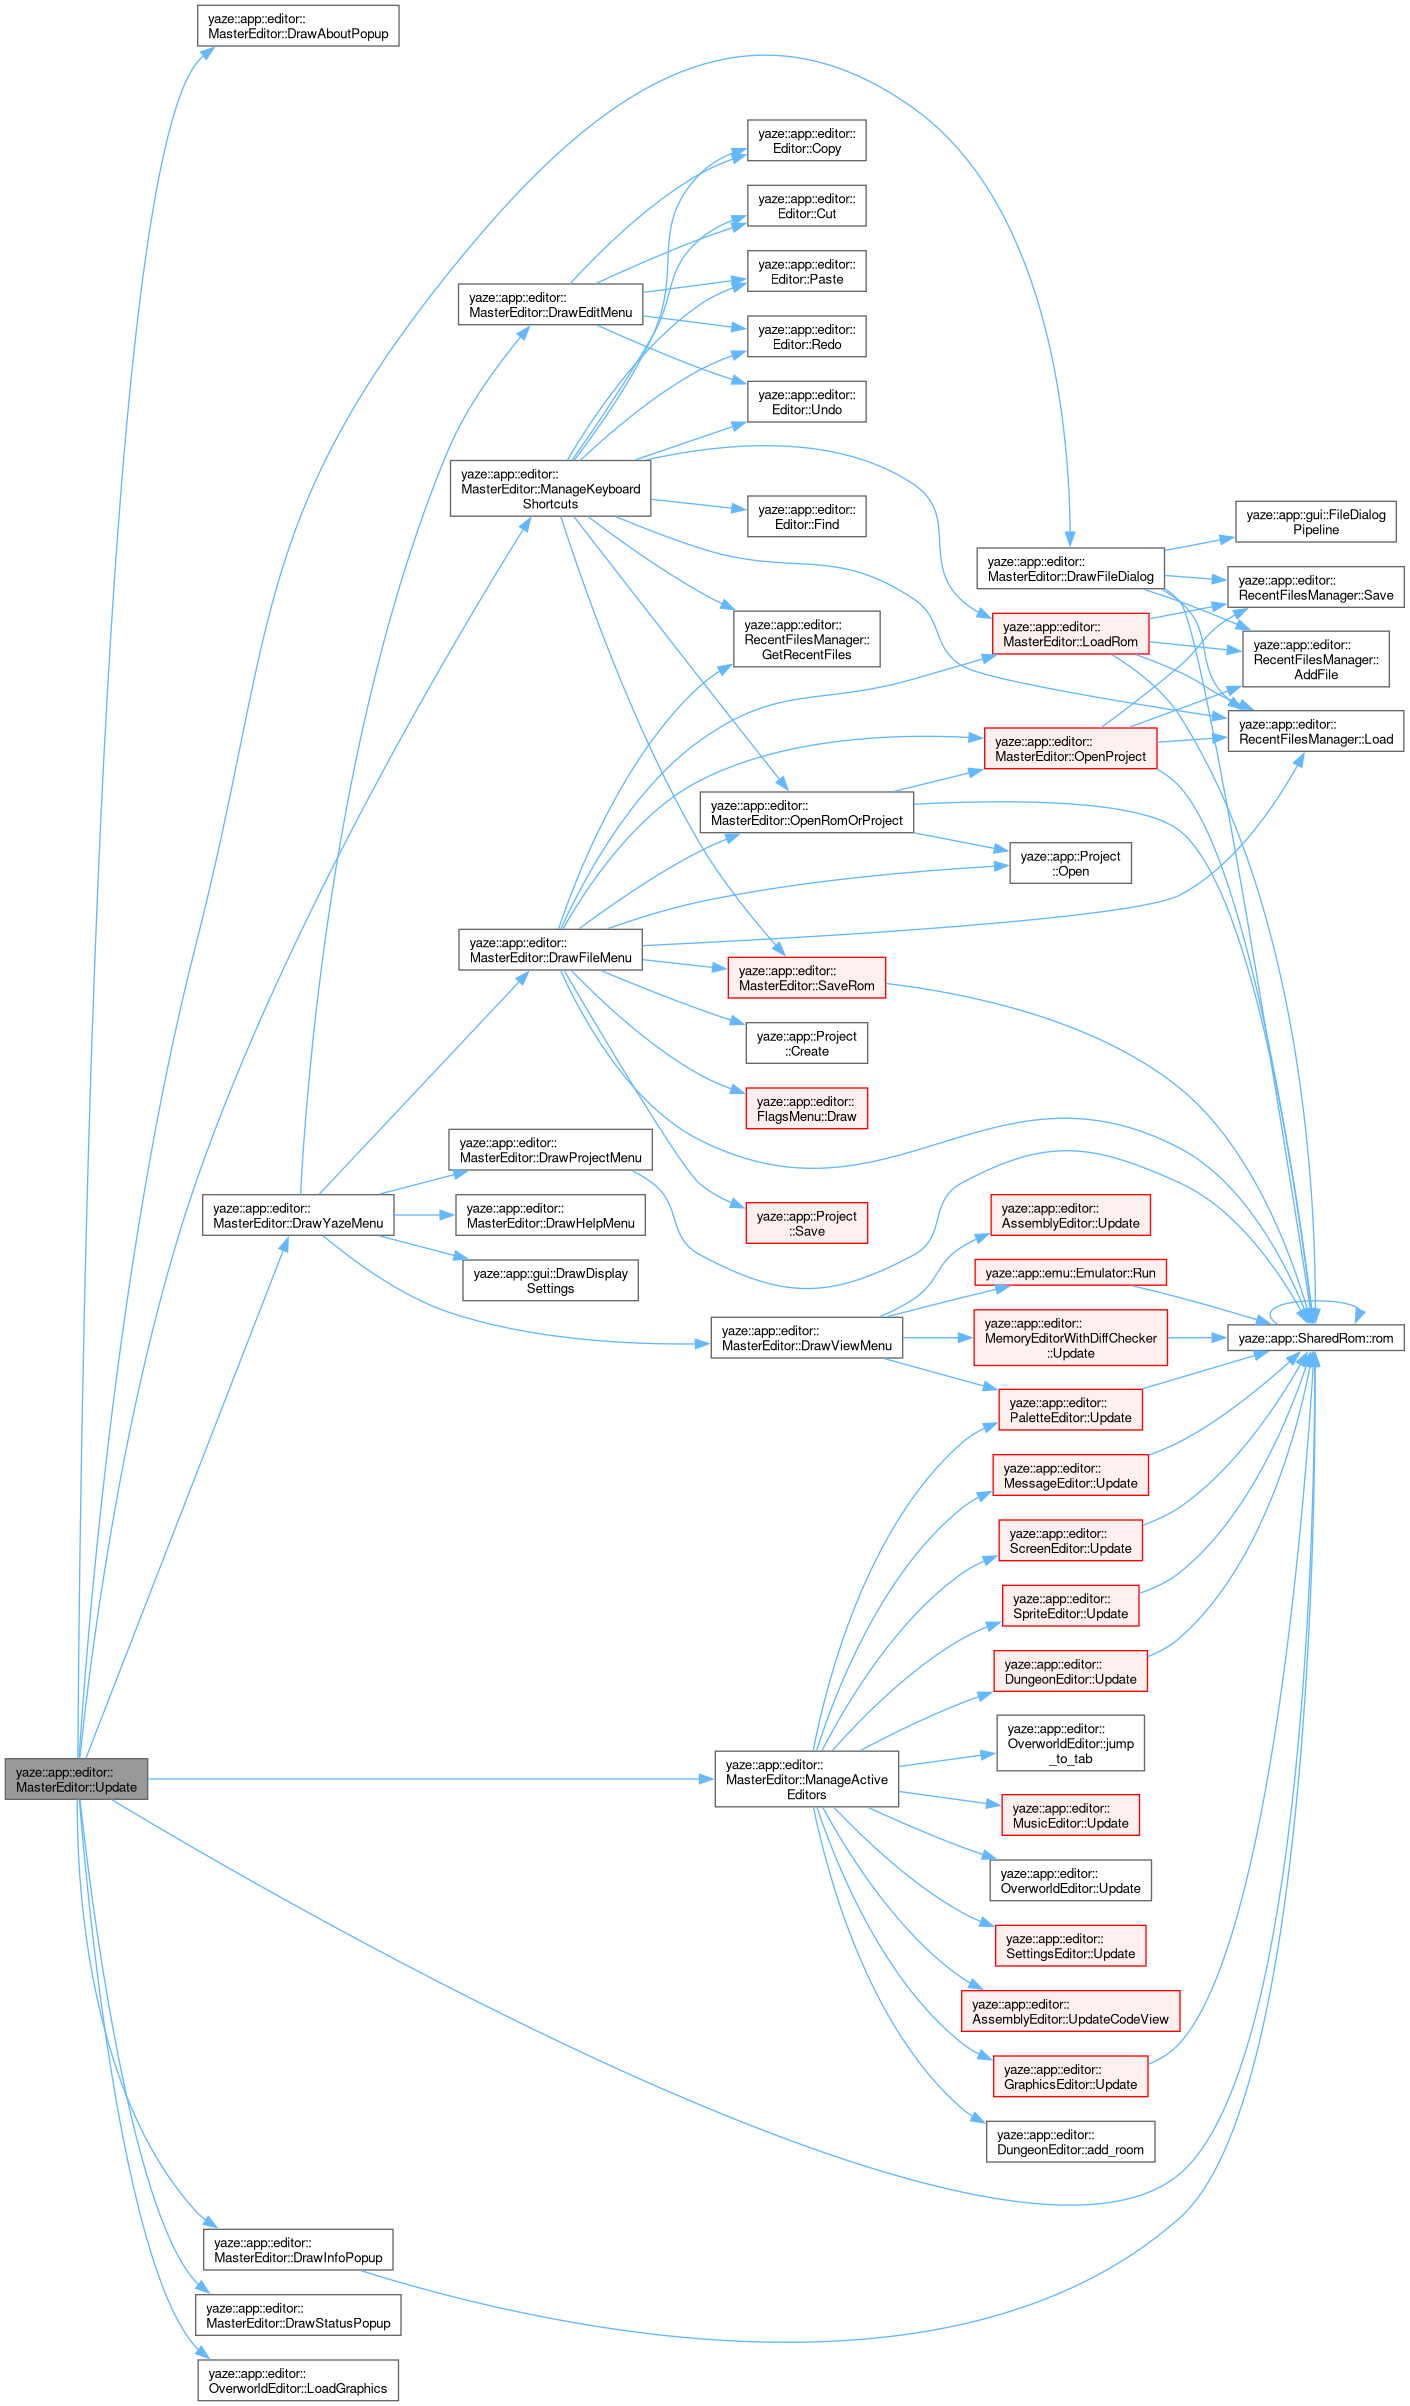 yaze::app::editor::
MasterEditor::DrawAboutPopup
yaze::app::editor::
Editor::Copy
yaze::app::editor::
Editor::Cut
yaze::app::editor::
Editor::Paste
yaze::app::editor::
MasterEditor::DrawEditMenu
yaze::app::editor::
Editor::Redo
yaze::app::editor::
Editor::Undo
yaze::app::editor::
MasterEditor::ManageKeyboard
Shortcuts
yaze::app::editor::
Editor::Find
yaze::app::gui::FileDialog
Pipeline
yaze::app::editor::
MasterEditor::DrawFileDialog
yaze::app::editor::
RecentFilesManager::Save
yaze::app::editor::
RecentFilesManager::
GetRecentFiles
yaze::app::editor::
MasterEditor::LoadRom
yaze::app::editor::
RecentFilesManager::
AddFile
yaze::app::editor::
RecentFilesManager::Load
yaze::app::editor::
MasterEditor::OpenProject
yaze::app::editor::
MasterEditor::OpenRomOrProject
yaze::app::Project
::Open
yaze::app::editor::
MasterEditor::DrawFileMenu
yaze::app::editor::
MasterEditor::SaveRom
yaze::app::Project
::Create
yaze::app::editor::
FlagsMenu::Draw
yaze::app::editor::
MasterEditor::DrawProjectMenu
yaze::app::editor::
MasterEditor::DrawYazeMenu
yaze::app::editor::
MasterEditor::DrawHelpMenu
yaze::app::Project
::Save
yaze::app::editor::
AssemblyEditor::Update
yaze::app::gui::DrawDisplay
Settings
yaze::app::emu::Emulator::Run
yaze::app::editor::
MasterEditor::DrawViewMenu
yaze::app::editor::
MemoryEditorWithDiffChecker
::Update
yaze::app::SharedRom::rom
yaze::app::editor::
PaletteEditor::Update
yaze::app::editor::
MessageEditor::Update
yaze::app::editor::
ScreenEditor::Update
yaze::app::editor::
SpriteEditor::Update
yaze::app::editor::
DungeonEditor::Update
yaze::app::editor::
OverworldEditor::jump
_to_tab
yaze::app::editor::
MasterEditor::Update
yaze::app::editor::
MasterEditor::ManageActive
Editors
yaze::app::editor::
MusicEditor::Update
yaze::app::editor::
OverworldEditor::Update
yaze::app::editor::
SettingsEditor::Update
yaze::app::editor::
AssemblyEditor::UpdateCodeView
yaze::app::editor::
GraphicsEditor::Update
yaze::app::editor::
DungeonEditor::add_room
yaze::app::editor::
MasterEditor::DrawInfoPopup
yaze::app::editor::
MasterEditor::DrawStatusPopup
yaze::app::editor::
OverworldEditor::LoadGraphics